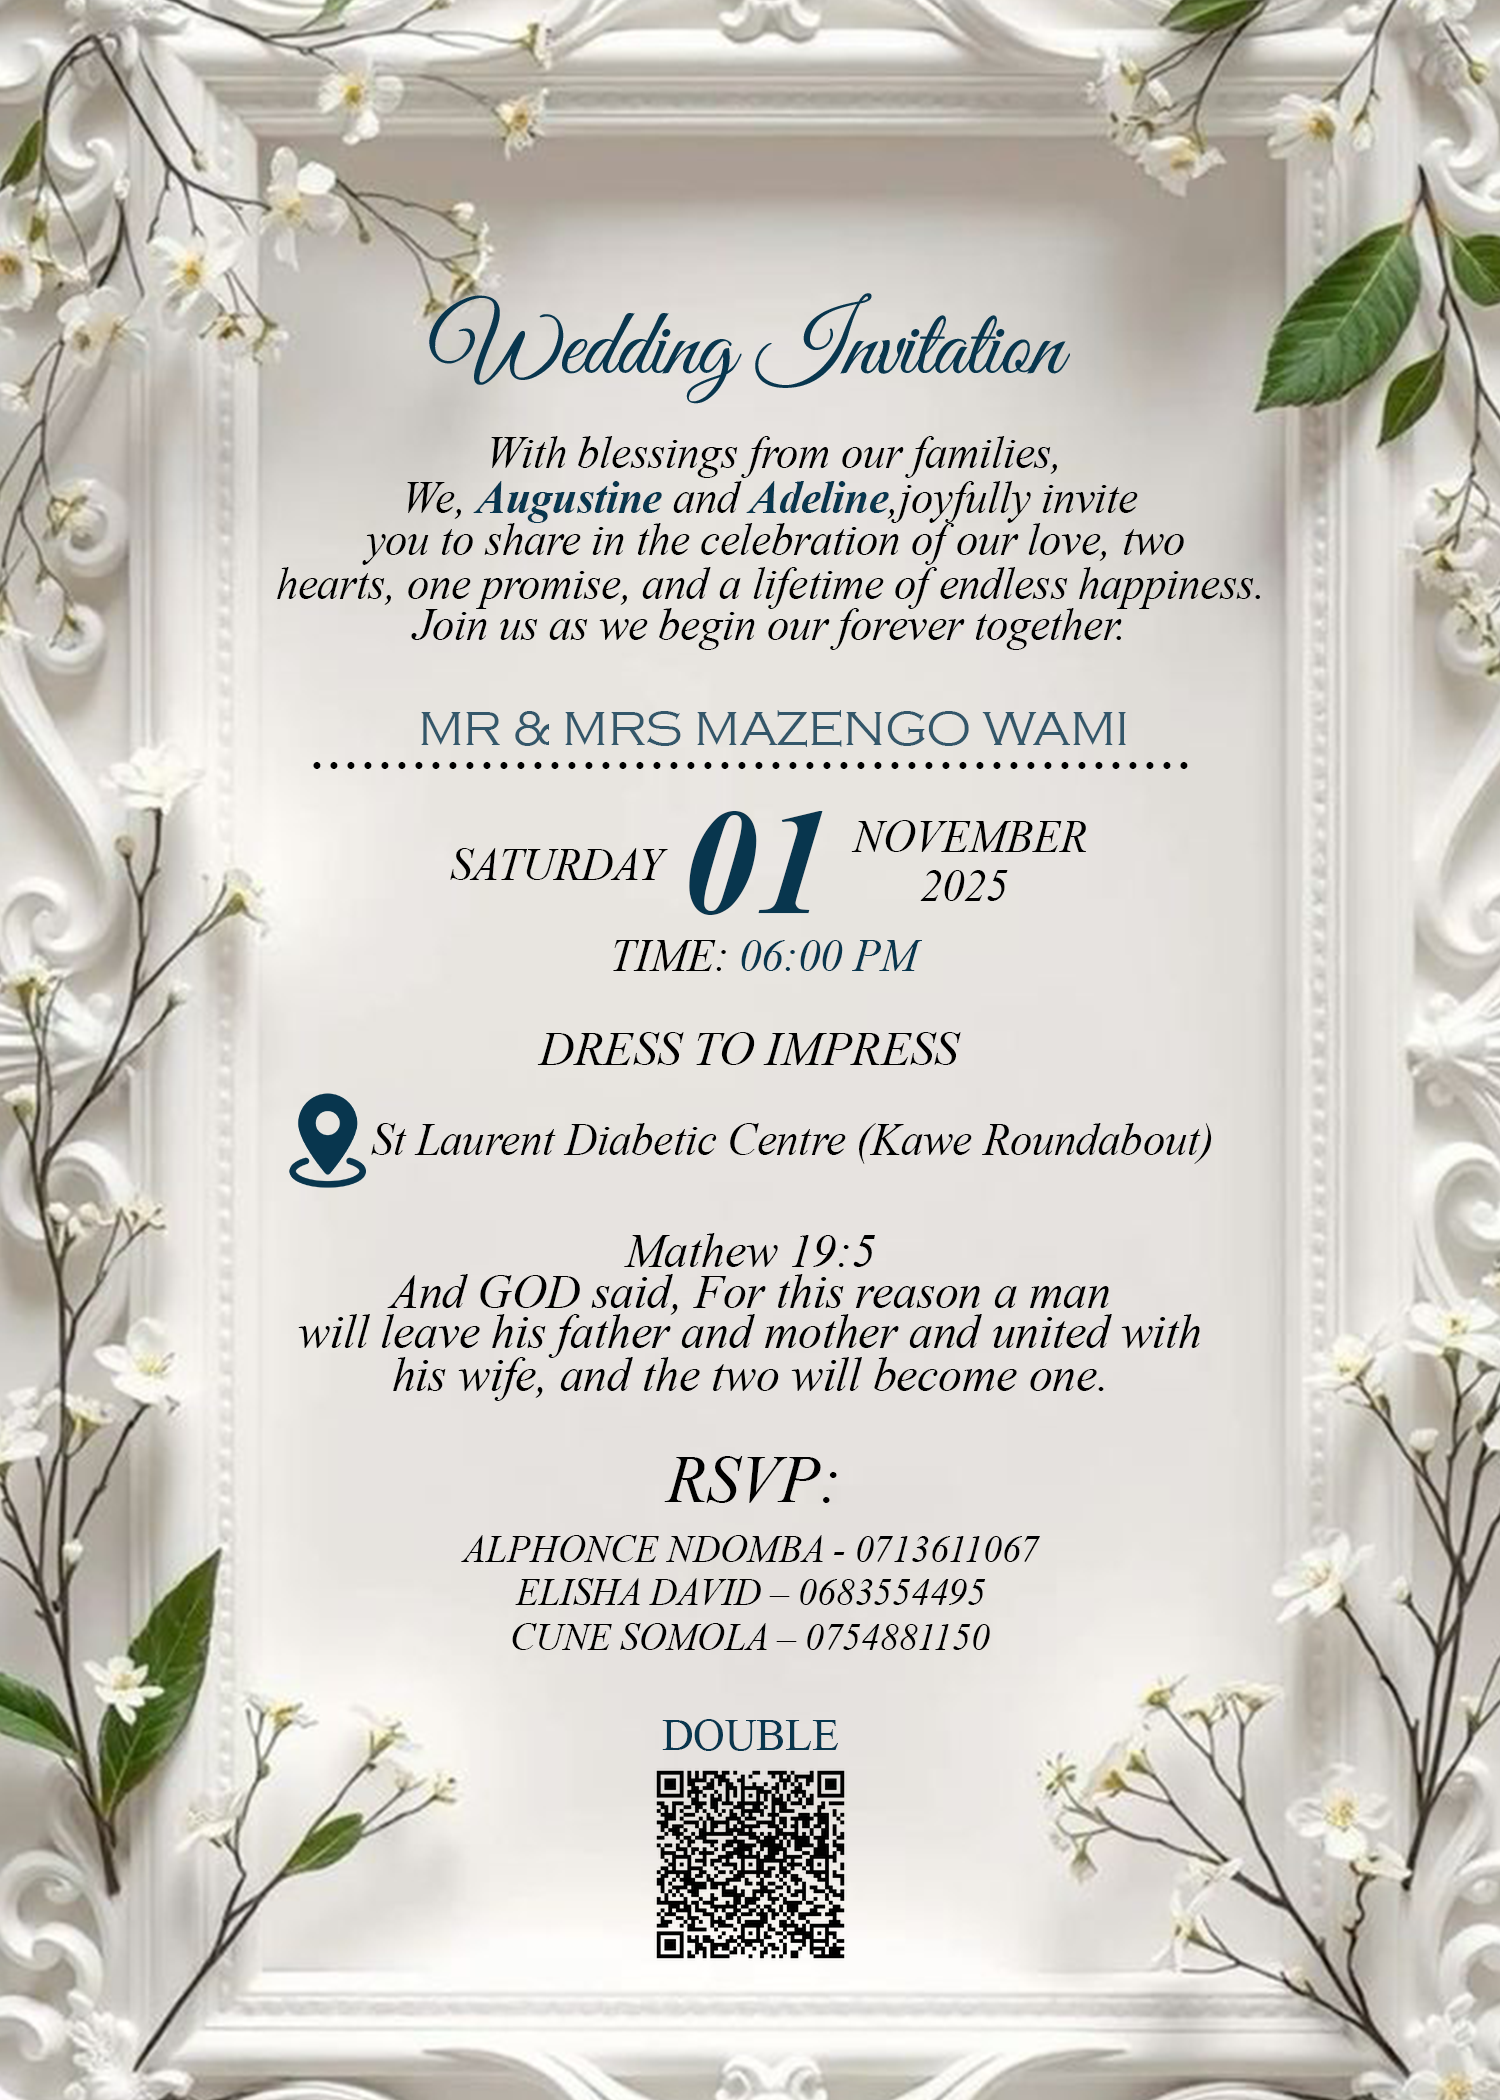 Wedding Invitation
With blessings from our families,
We, Augustine and Adeline,joyfully invite
you to share in the celebration of our love, two
hearts, one promise, and a lifetime of endless happiness.
Join us as we begin our forever together.
MR & MRS MAZENGO WAMI
SATURDAY 01 NOVEMBER
2025
TIME: 06:00 PM
DRESS TO IMPRESS
St Laurent Diabetic Centre (Kawe Roundabout)
Mathew 19:5
And GOD said, For this reason a man
will leave his father and mother and united with
his wife, and the two will become one.
RSVP:
ALPHONCE NDOMBA - 0713611067
ELISHA DAVID – 0683554495
CUNE SOMOLA – 0754881150
DOUBLE